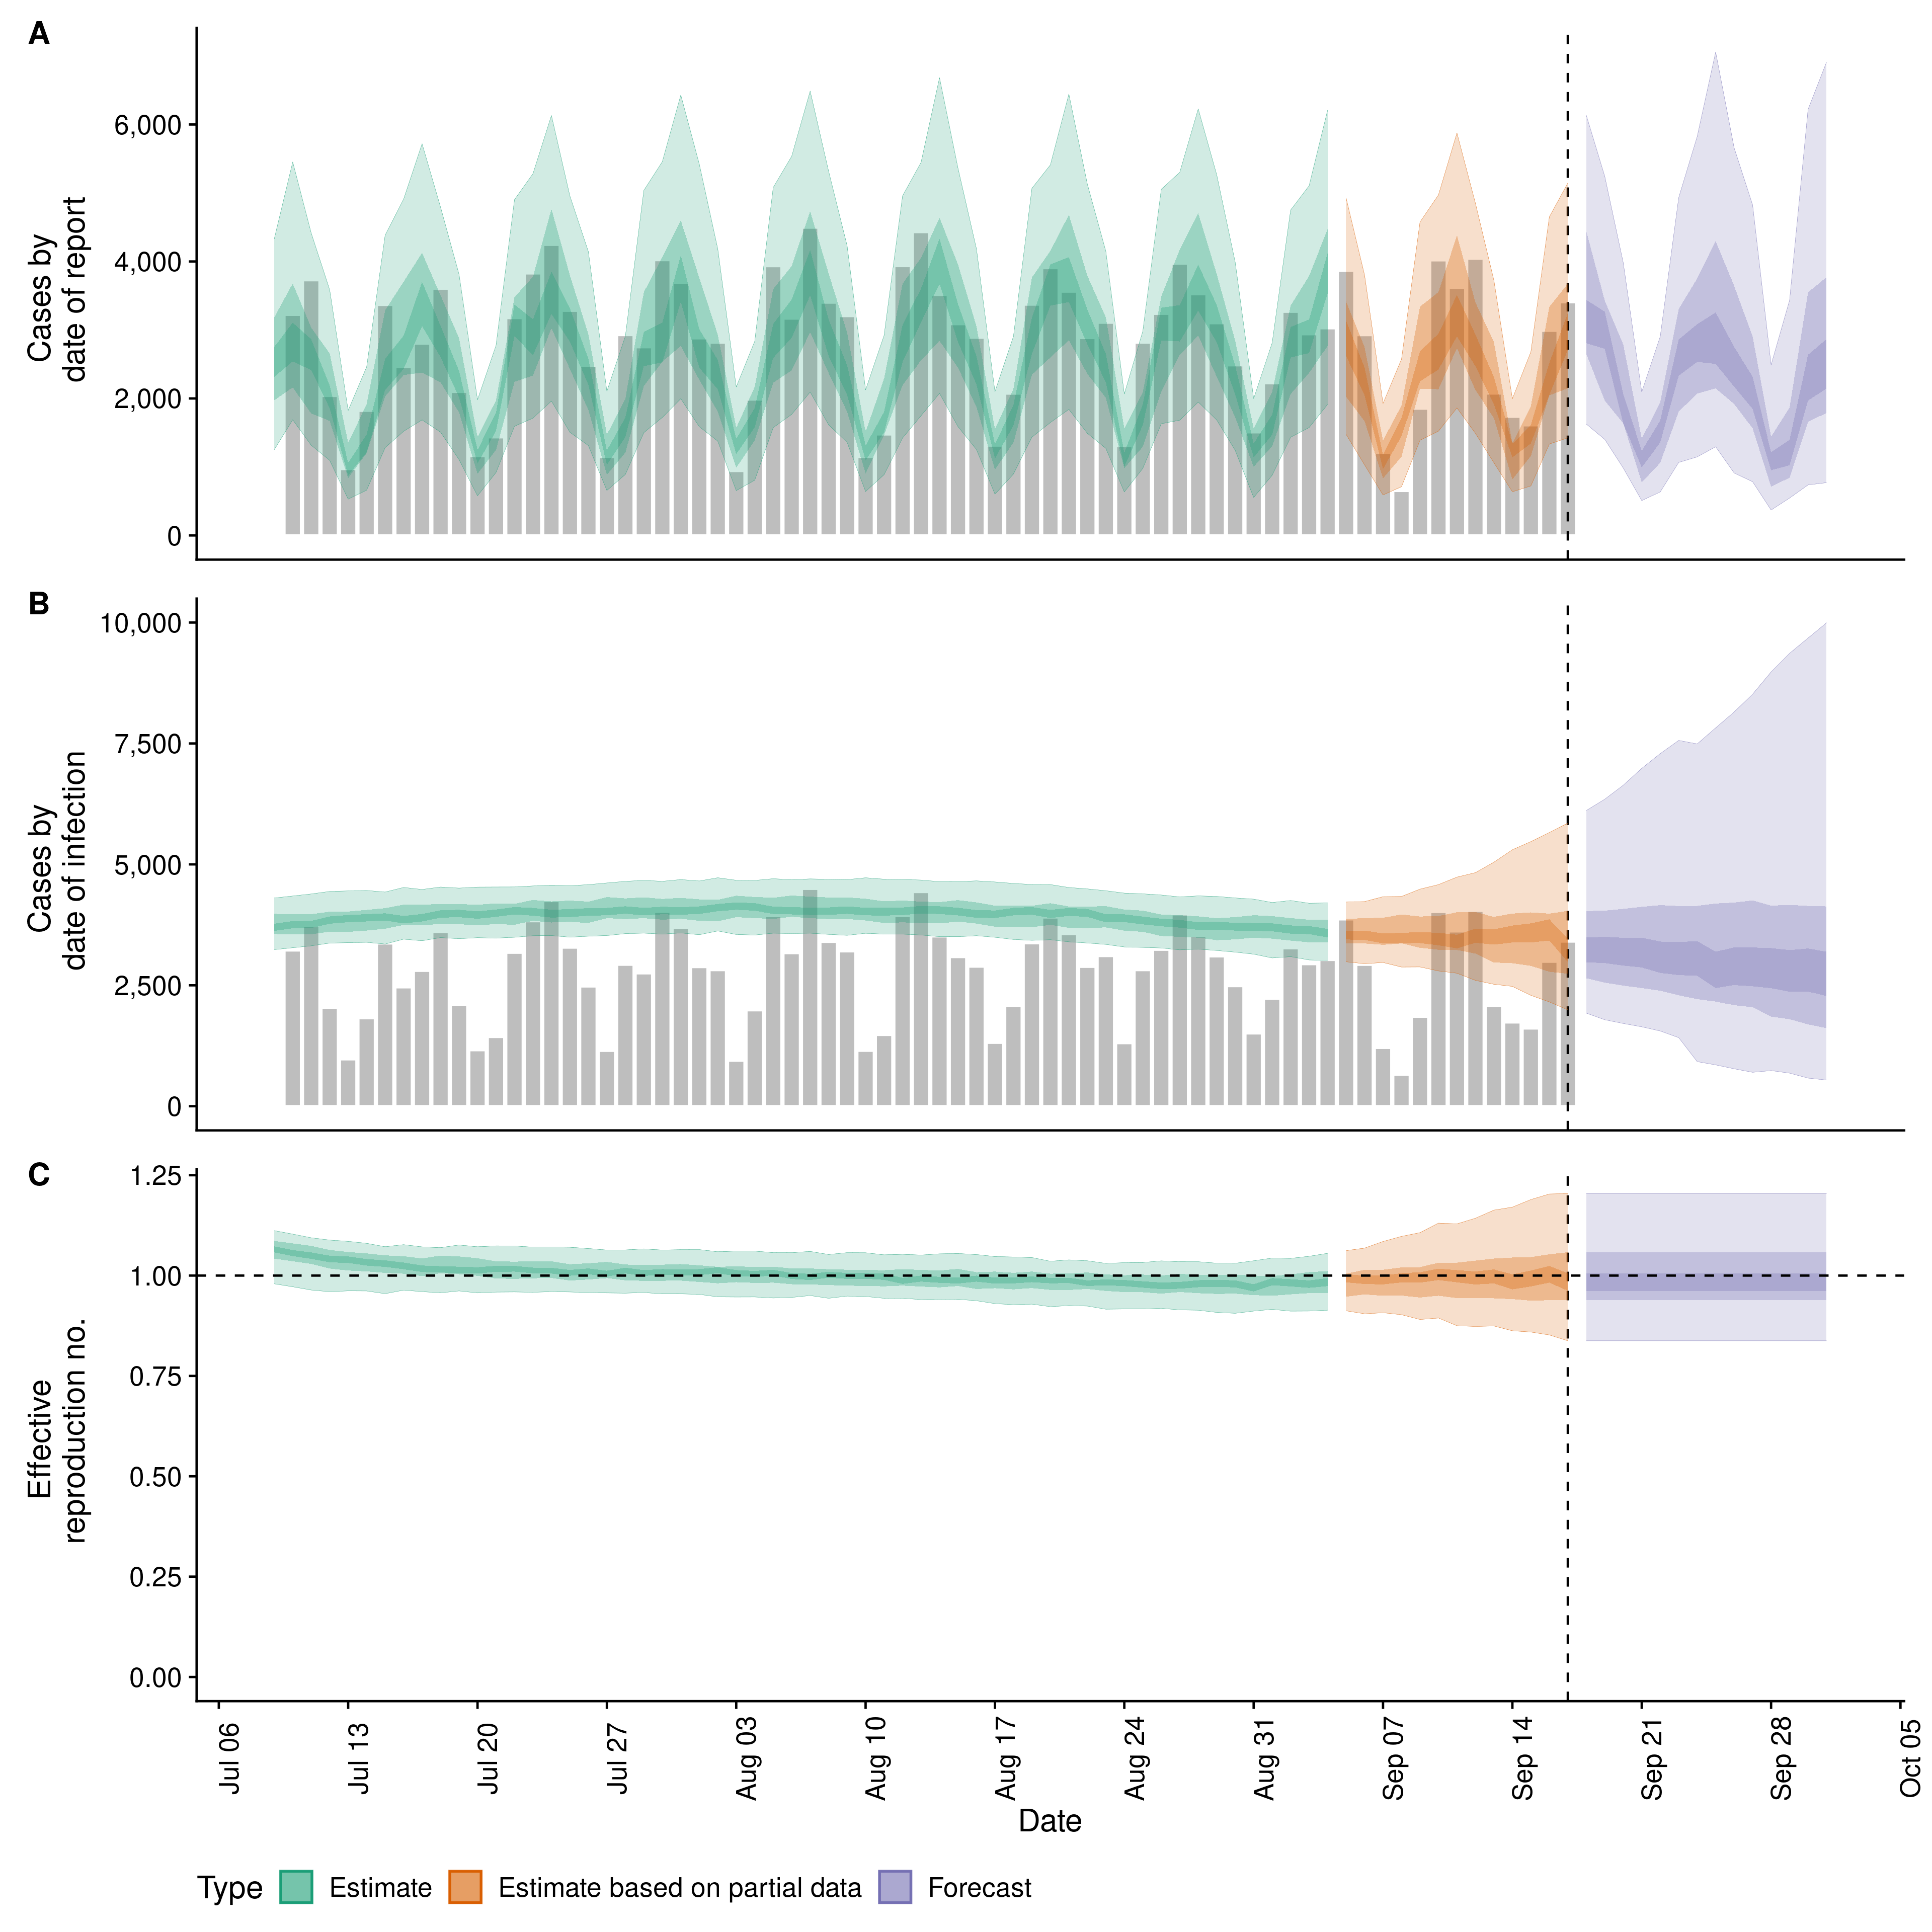 A
Cases by
date of report
6,000
4,000
2,000
0
B
Cases by
date of infection
10,000
7,500
5,000
2,500
0
C
Effective
reproduction no.
1.25
1.00
0.75
0.50
0.25
0.00
Jul 06
Jul 13
Jul 20
Jul 27
Aug 03
Aug 10
Aug 17
Aug 24
Aug 31
Sep 07
Sep 14
Sep 21
Sep 28
Oct 05
Date
Type Estimate Estimate based on partial data Forecast